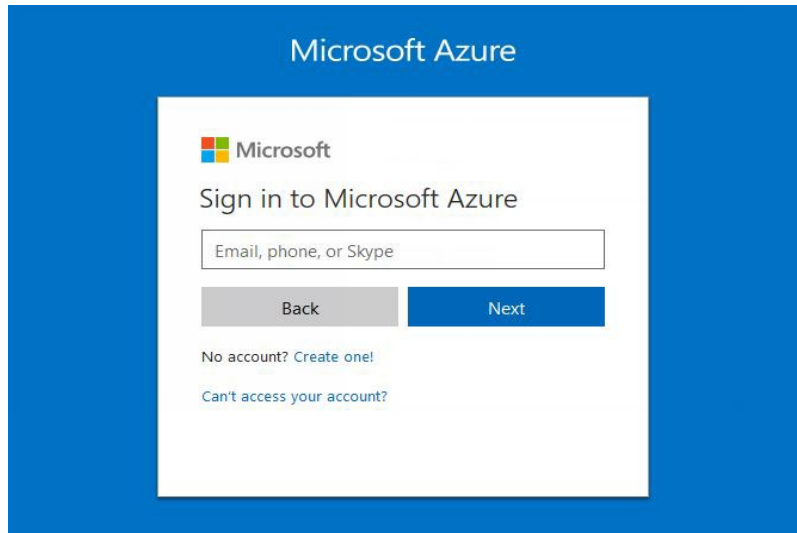 Microsoft Azure
Microsoft
Sign in to Microsoft Azure
Email, phone, or Skype
Back Next
No account? Create one!
Can't access your account?